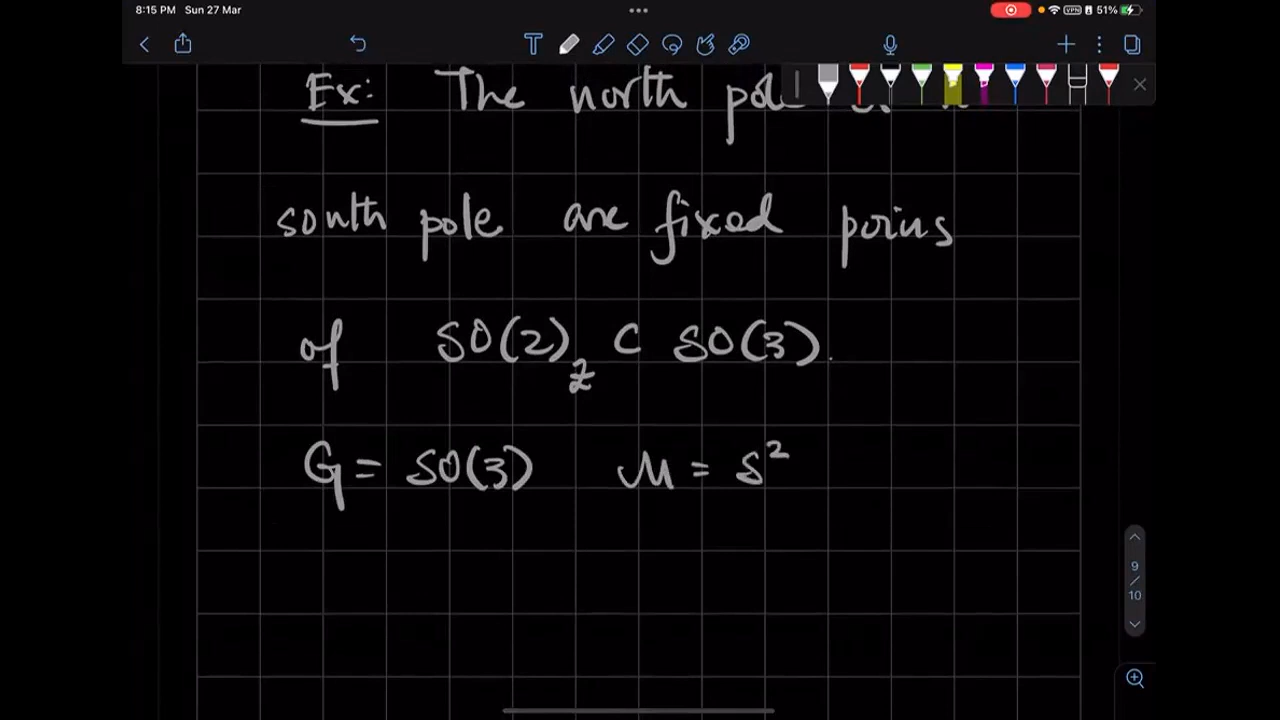 8:15 PM Sun 27 Mar
VPN 51%
T
Ex: The north pole
south pole are fixed poins
of SO(2)z ⊂ SO(3).
G = SO(3) M = S²
9
/
10